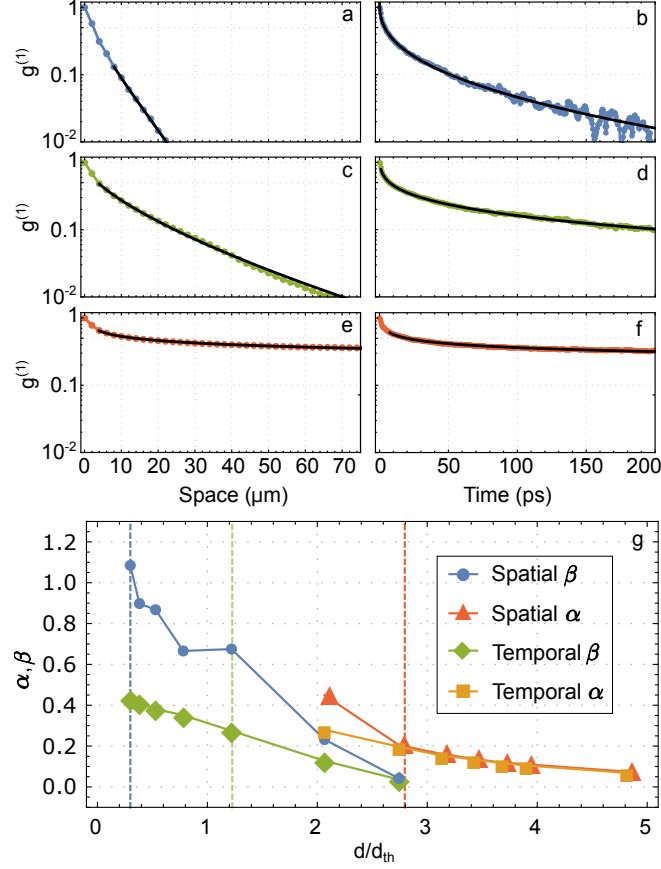 1 a b
g(1) 0.1
10-2
1 c d
g(1) 0.1
10-2
1 e f
g(1) 0.1
10-2
0 10 20 30 40 50 60 70 0 50 100 150 200
Space (μm) Time (ps)
1.2 g
1.0 Spatial β
0.8 Spatial α
0.6 Temporal β
0.4 Temporal α
0.2
0.0
α, β
0 1 2 3 4 5
d/dth